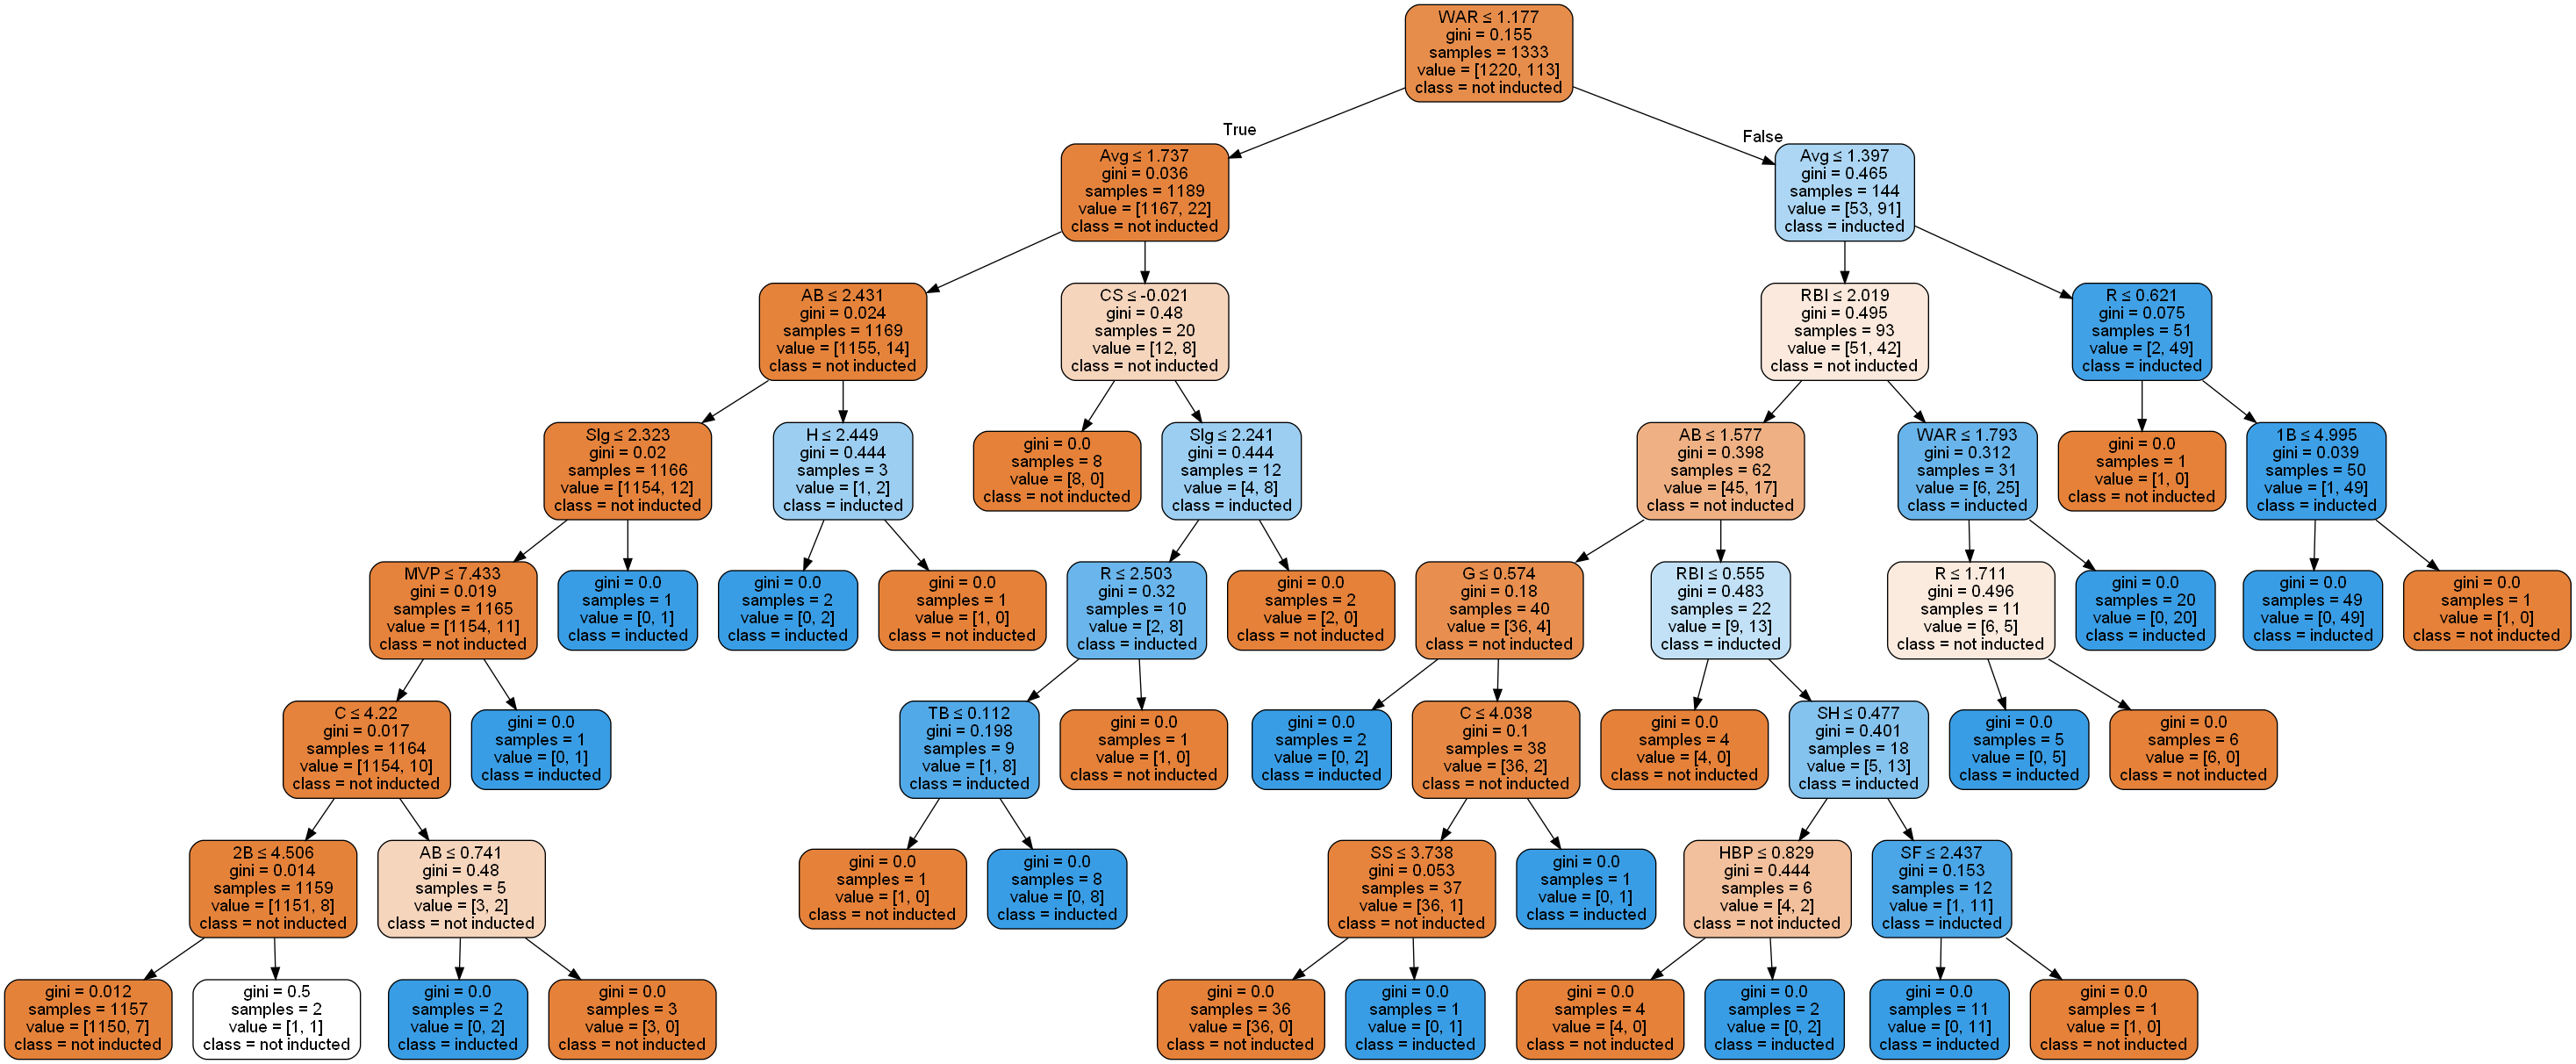 WAR ≤ 1.177
gini = 0.155
samples = 1333
value = [1220, 113]
class = not inducted
True
False
Avg ≤ 1.737
gini = 0.036
samples = 1189
value = [1167, 22]
class = not inducted
Avg ≤ 1.397
gini = 0.465
samples = 144
value = [53, 91]
class = inducted
AB ≤ 2.431
gini = 0.024
samples = 1169
value = [1155, 14]
class = not inducted
CS ≤ -0.021
gini = 0.48
samples = 20
value = [12, 8]
class = not inducted
RBI ≤ 2.019
gini = 0.495
samples = 93
value = [51, 42]
class = not inducted
R ≤ 0.621
gini = 0.075
samples = 51
value = [2, 49]
class = inducted
Slg ≤ 2.323
gini = 0.02
samples = 1166
value = [1154, 12]
class = not inducted
H ≤ 2.449
gini = 0.444
samples = 3
value = [1, 2]
class = inducted
gini = 0.0
samples = 8
value = [8, 0]
class = not inducted
Slg ≤ 2.241
gini = 0.444
samples = 12
value = [4, 8]
class = inducted
AB ≤ 1.577
gini = 0.398
samples = 62
value = [45, 17]
class = not inducted
WAR ≤ 1.793
gini = 0.312
samples = 31
value = [6, 25]
class = inducted
gini = 0.0
samples = 1
value = [1, 0]
class = not inducted
1B ≤ 4.995
gini = 0.039
samples = 50
value = [1, 49]
class = inducted
MVP ≤ 7.433
gini = 0.019
samples = 1165
value = [1154, 11]
class = not inducted
gini = 0.0
samples = 1
value = [0, 1]
class = inducted
gini = 0.0
samples = 2
value = [0, 2]
class = inducted
gini = 0.0
samples = 1
value = [1, 0]
class = not inducted
R ≤ 2.503
gini = 0.32
samples = 10
value = [2, 8]
class = inducted
gini = 0.0
samples = 2
value = [2, 0]
class = not inducted
G ≤ 0.574
gini = 0.18
samples = 40
value = [36, 4]
class = not inducted
RBI ≤ 0.555
gini = 0.483
samples = 22
value = [9, 13]
class = inducted
R ≤ 1.711
gini = 0.496
samples = 11
value = [6, 5]
class = not inducted
gini = 0.0
samples = 20
value = [0, 20]
class = inducted
gini = 0.0
samples = 49
value = [0, 49]
class = inducted
gini = 0.0
samples = 1
value = [1, 0]
class = not inducted
C ≤ 4.22
gini = 0.017
samples = 1164
value = [1154, 10]
class = not inducted
gini = 0.0
samples = 1
value = [0, 1]
class = inducted
TB ≤ 0.112
gini = 0.198
samples = 9
value = [1, 8]
class = inducted
gini = 0.0
samples = 1
value = [1, 0]
class = not inducted
gini = 0.0
samples = 2
value = [0, 2]
class = inducted
C ≤ 4.038
gini = 0.1
samples = 38
value = [36, 2]
class = not inducted
gini = 0.0
samples = 4
value = [4, 0]
class = not inducted
SH ≤ 0.477
gini = 0.401
samples = 18
value = [5, 13]
class = inducted
gini = 0.0
samples = 5
value = [0, 5]
class = inducted
gini = 0.0
samples = 6
value = [6, 0]
class = not inducted
2B ≤ 4.506
gini = 0.014
samples = 1159
value = [1151, 8]
class = not inducted
AB ≤ 0.741
gini = 0.48
samples = 5
value = [3, 2]
class = not inducted
gini = 0.0
samples = 1
value = [1, 0]
class = not inducted
gini = 0.0
samples = 8
value = [0, 8]
class = inducted
SS ≤ 3.738
gini = 0.053
samples = 37
value = [36, 1]
class = not inducted
gini = 0.0
samples = 1
value = [0, 1]
class = inducted
HBP ≤ 0.829
gini = 0.444
samples = 6
value = [4, 2]
class = not inducted
SF ≤ 2.437
gini = 0.153
samples = 12
value = [1, 11]
class = inducted
gini = 0.012
samples = 1157
value = [1150, 7]
class = not inducted
gini = 0.5
samples = 2
value = [1, 1]
class = not inducted
gini = 0.0
samples = 2
value = [0, 2]
class = inducted
gini = 0.0
samples = 3
value = [3, 0]
class = not inducted
gini = 0.0
samples = 36
value = [36, 0]
class = not inducted
gini = 0.0
samples = 1
value = [0, 1]
class = inducted
gini = 0.0
samples = 4
value = [4, 0]
class = not inducted
gini = 0.0
samples = 2
value = [0, 2]
class = inducted
gini = 0.0
samples = 11
value = [0, 11]
class = inducted
gini = 0.0
samples = 1
value = [1, 0]
class = not inducted